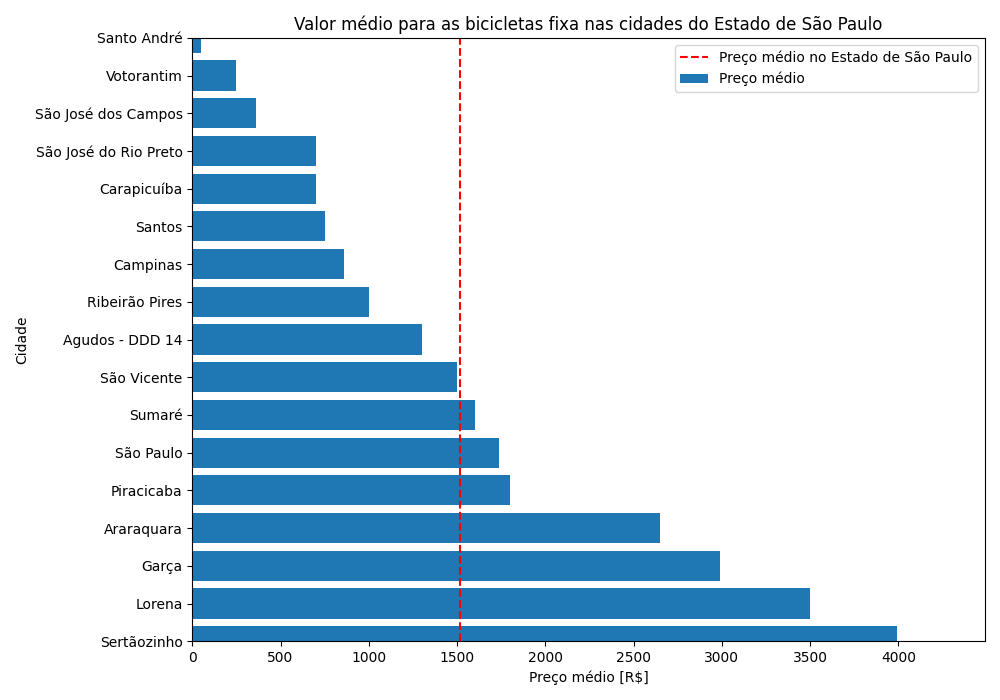 Valor médio para as bicicletas fixa nas cidades do Estado de São Paulo
Preço médio no Estado de São Paulo
Preço médio
Cidade
Santo André
Votorantim
São José dos Campos
São José do Rio Preto
Carapicuíba
Santos
Campinas
Ribeirão Pires
Agudos - DDD 14
São Vicente
Sumaré
São Paulo
Piracicaba
Araraquara
Garça
Lorena
Sertãozinho
0 500 1000 1500 2000 2500 3000 3500 4000
Preço médio [R$]